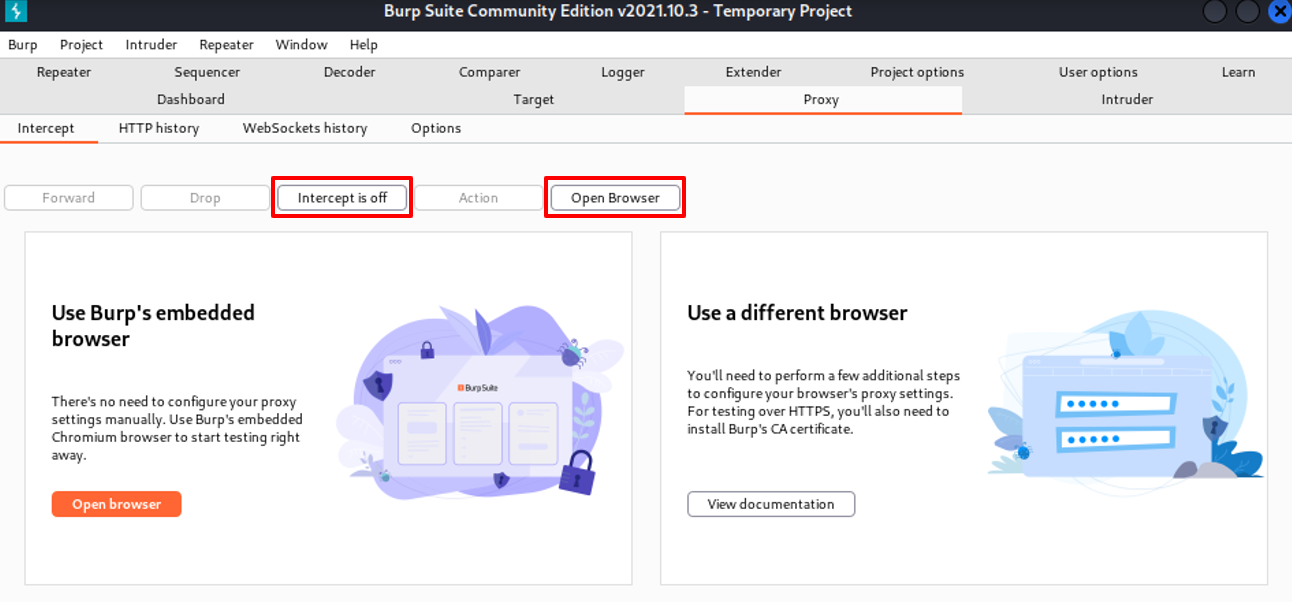 Burp Suite Community Edition v2021.10.3 - Temporary Project
Burp Project Intruder Repeater Window Help
Repeater Sequencer Decoder Comparer Logger Extender Project options User options Learn
Dashboard Target Proxy Intruder
Intercept HTTP history WebSockets history Options
Forward Drop Intercept is off Action Open Browser
Use Burp's embedded
browser
There's no need to configure your proxy
settings manually. Use Burp's embedded
Chromium browser to start testing right
away.
Open browser
Burp Suite
Use a different browser
You'll need to perform a few additional steps
to configure your browser's proxy settings.
For testing over HTTPS, you'll also need to
install Burp's CA certificate.
View documentation